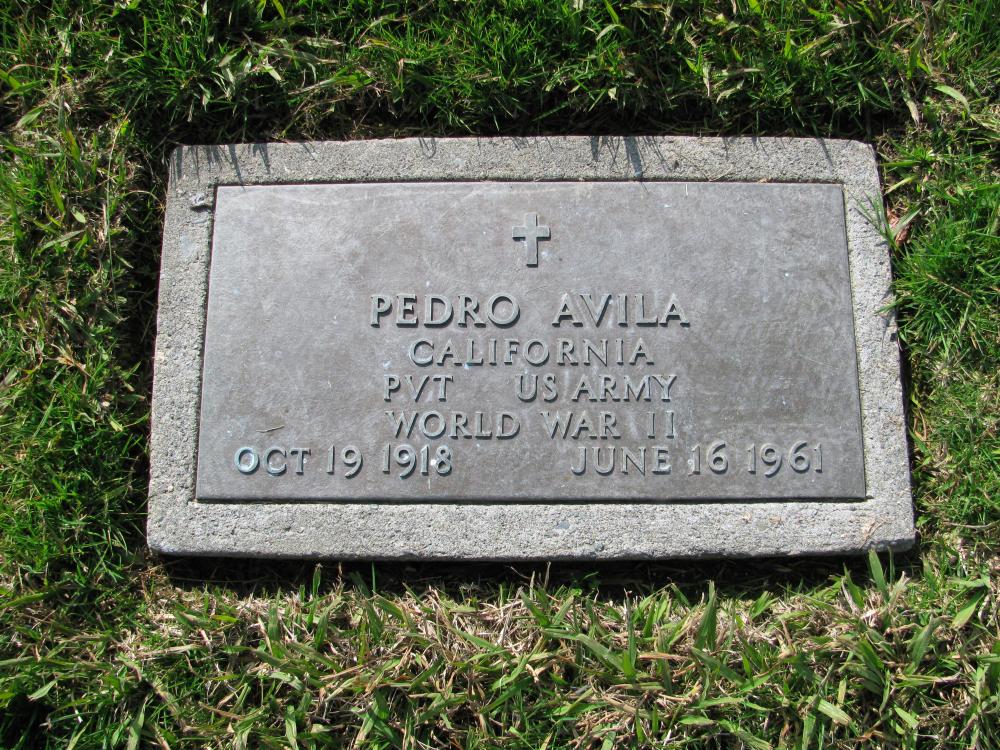 PEDRO AVILA
CALIFORNIA
PVT US ARMY
WORLD WAR II
OCT 19 1918 JUNE 16 1961